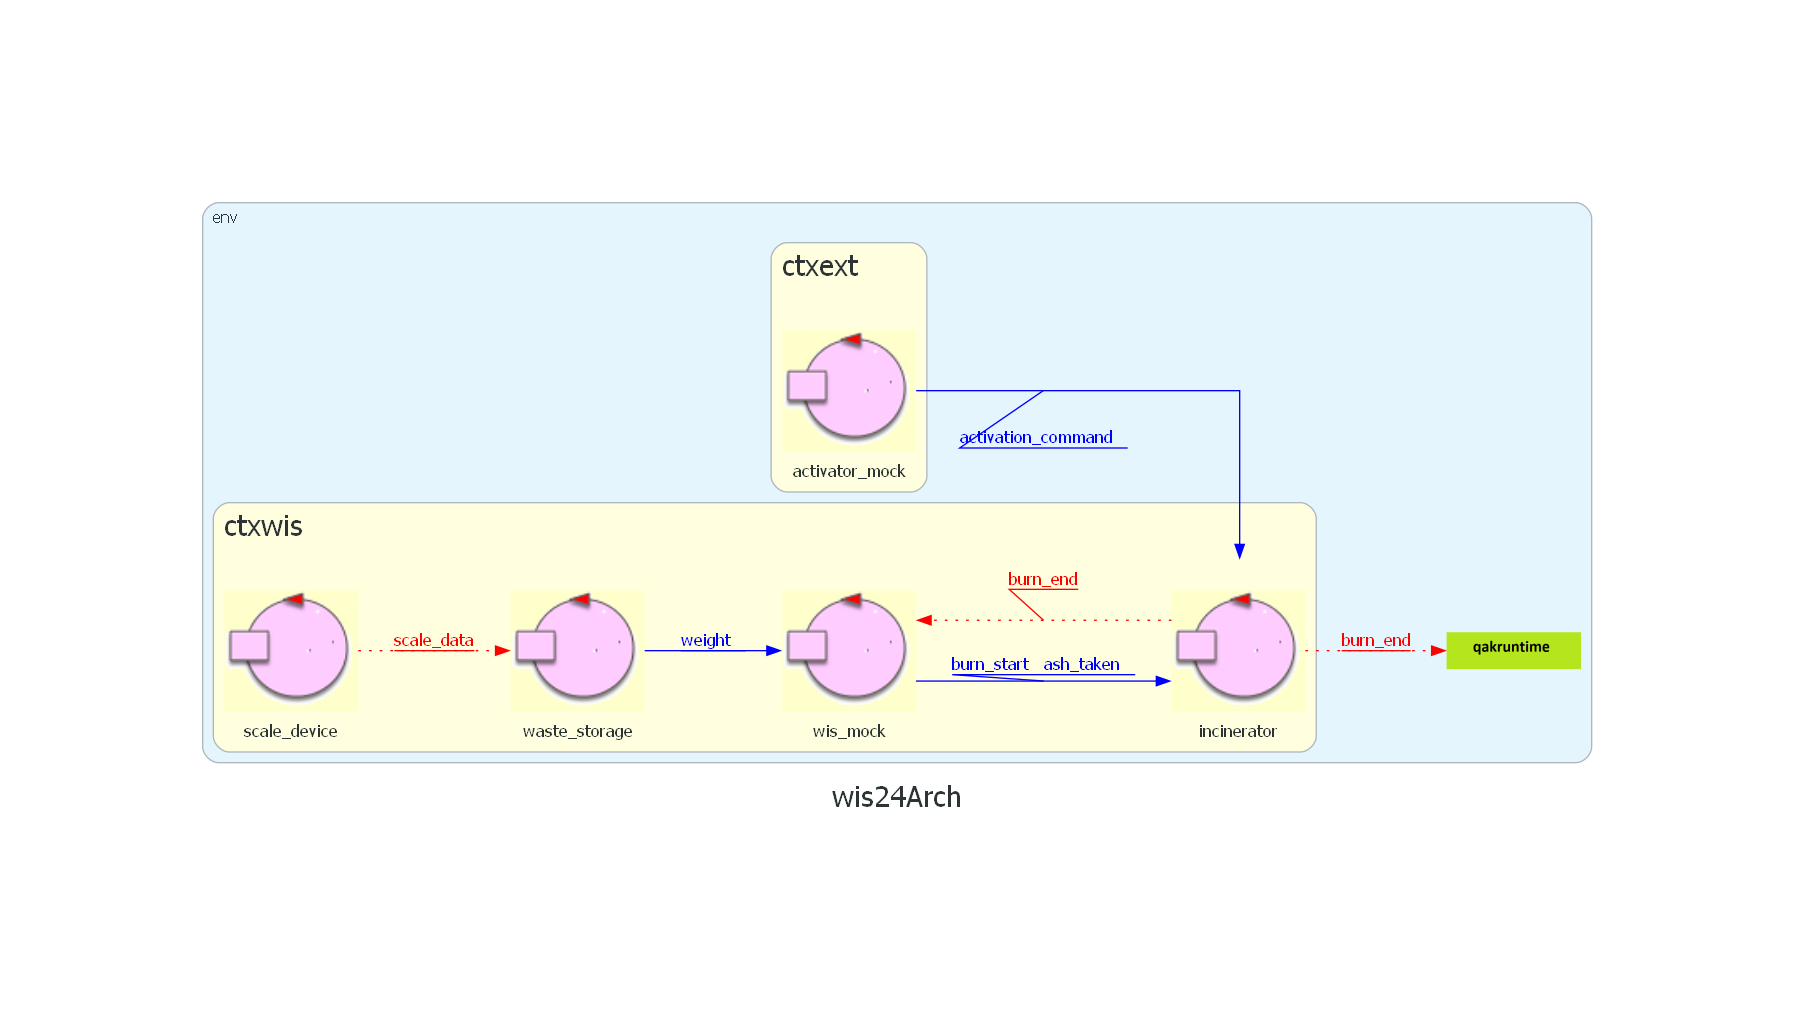 env
ctxext
activation_command
activator_mock
ctxwis
burn_end
scale_data
weight
burn_start ash_taken
burn_end
qakruntime
scale_device
waste_storage
wis_mock
incinerator
wis24Arch